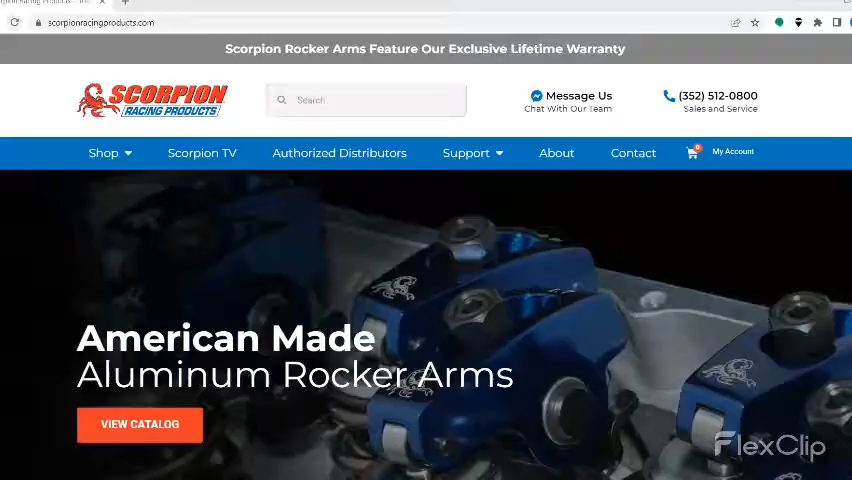 scorpionracingproducts.com
Scorpion Rocker Arms Feature Our Exclusive Lifetime Warranty
SCORPION
RACING PRODUCTS
Search
Message Us
Chat With Our Team
(352) 512-0800
Sales and Service
Shop
Scorpion TV
Authorized Distributors
Support
About
Contact
0
My Account
American Made
Aluminum Rocker Arms
VIEW CATALOG
FlexClip